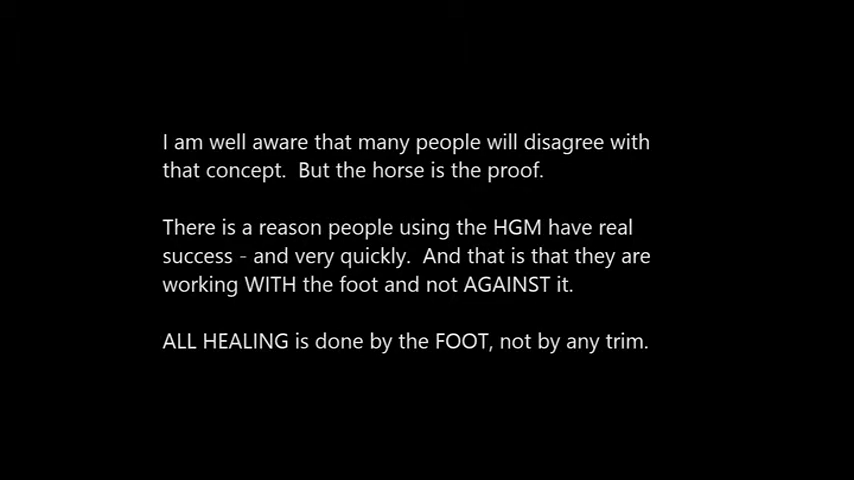 I am well aware that many people will disagree with
that concept.  But the horse is the proof.
There is a reason people using the HGM have real
success - and very quickly.  And that is that they are
working WITH the foot and not AGAINST it.
ALL HEALING is done by the FOOT, not by any trim.